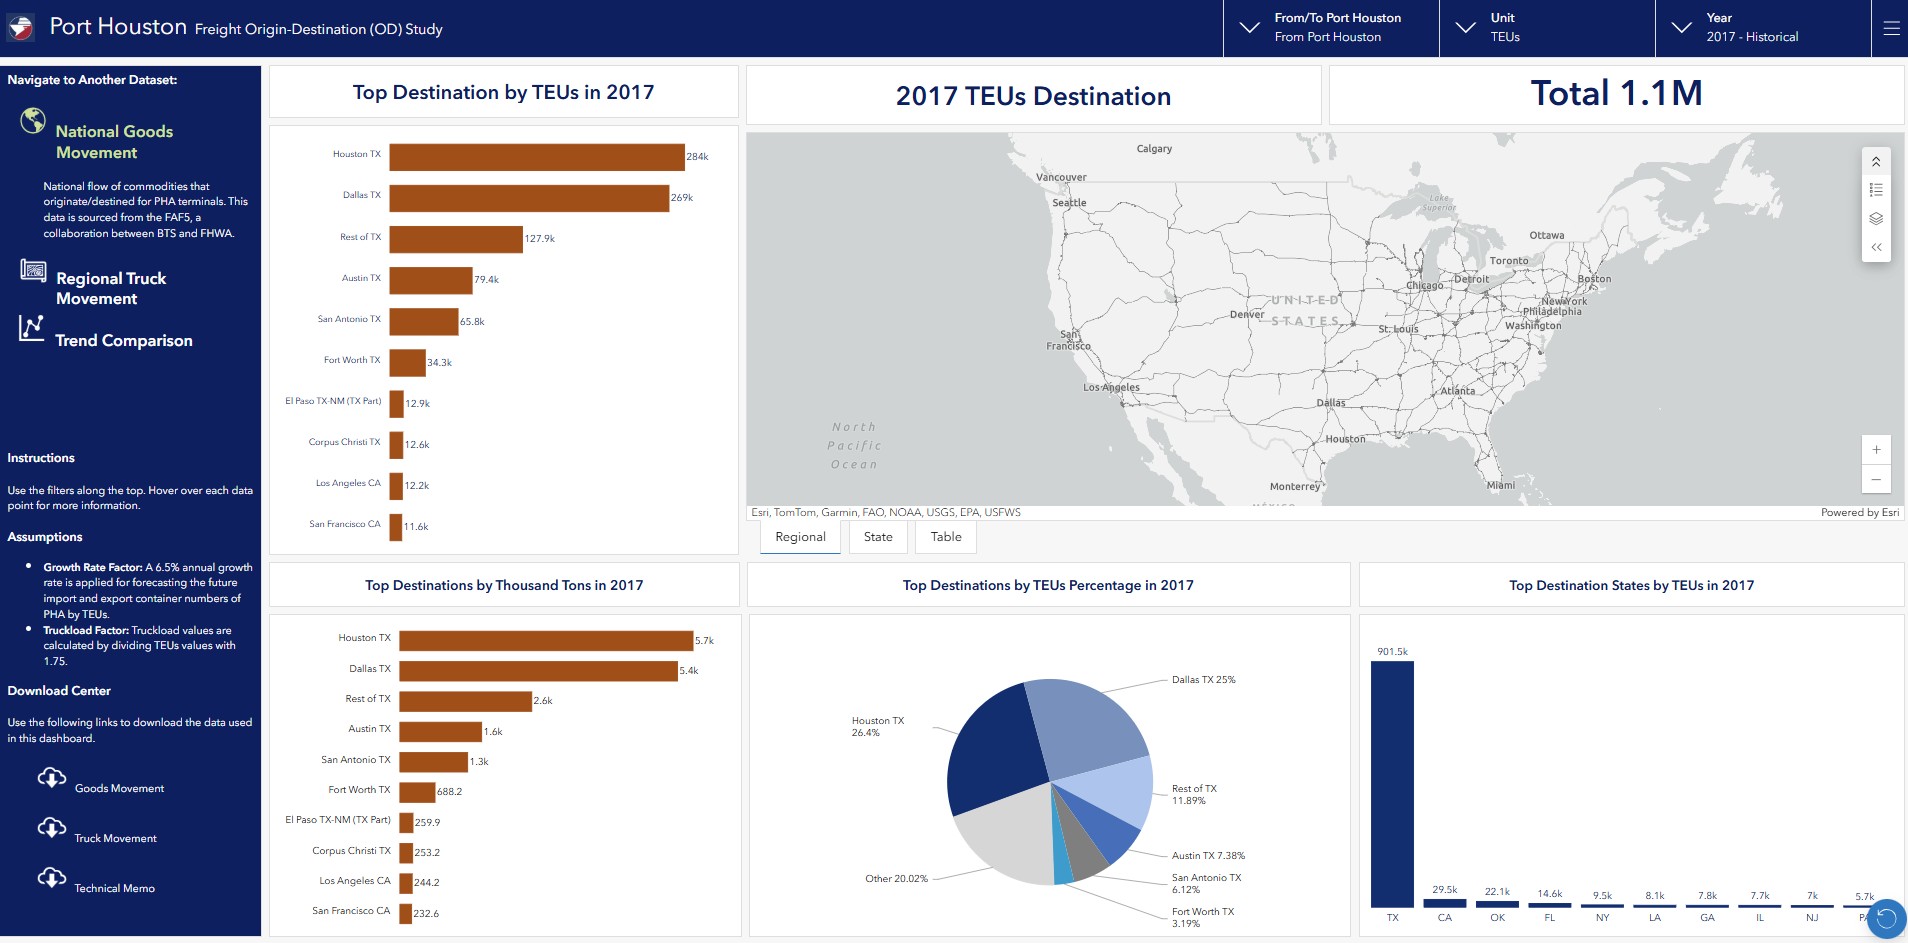 Port Houston Freight Origin-Destination (OD) Study
From/To Port Houston
From Port Houston
Unit
TEUs
Year
2017 - Historical
Navigate to Another Dataset:
National Goods
Movement
National flow of commodities that
originate/destined for PHA terminals. This
data is sourced from the FAF5, a
collaboration between BTS and FHWA.
Regional Truck
Movement
Trend Comparison
Instructions
Use the filters along the top. Hover over each data
point for more information.
Assumptions
Growth Rate Factor: A 6.5% annual growth
rate is applied for forecasting the future
import and export container numbers of
PHA by TEUs.
Truckload Factor: Truckload values are
calculated by dividing TEUs values with
1.75.
Download Center
Use the following links to download the data used
in this dashboard.
Goods Movement
Truck Movement
Technical Memo
Top Destination by TEUs in 2017
Houston TX 284k
Dallas TX 269k
Rest of TX 127.9k
Austin TX 79.4k
San Antonio TX 65.8k
Fort Worth TX 34.3k
El Paso TX-NM (TX Part) 12.9k
Corpus Christi TX 12.6k
Los Angeles CA 12.2k
San Francisco CA 11.6k
2017 TEUs Destination
Total 1.1M
Calgary
Vancouver
Seattle
Lake
Superior
Ottawa
Toronto
Detroit
Chicago
Boston
New York
Philadelphia
Washington
UNITED
STATES
Denver
St. Louis
San
Francisco
Los Angeles
Atlanta
Dallas
Houston
North
Pacific
Ocean
Monterrey
Miami
MÉXICO
Esri, TomTom, Garmin, FAO, NOAA, USGS, EPA, USFWS
Powered by Esri
Regional
State
Table
Top Destinations by Thousand Tons in 2017
Houston TX 5.7k
Dallas TX 5.4k
Rest of TX 2.6k
Austin TX 1.6k
San Antonio TX 1.3k
Fort Worth TX 688.2
El Paso TX-NM (TX Part) 259.9
Corpus Christi TX 253.2
Los Angeles CA 244.2
San Francisco CA 232.6
Top Destinations by TEUs Percentage in 2017
Dallas TX 25%
Houston TX
26.4%
Rest of TX
11.89%
Austin TX 7.38%
San Antonio TX
6.12%
Other 20.02%
Fort Worth TX
3.19%
Top Destination States by TEUs in 2017
901.5k
29.5k 22.1k 14.6k 9.5k 8.1k 7.8k 7.7k 7k 5.7k
TX CA OK FL NY LA GA IL NJ PA